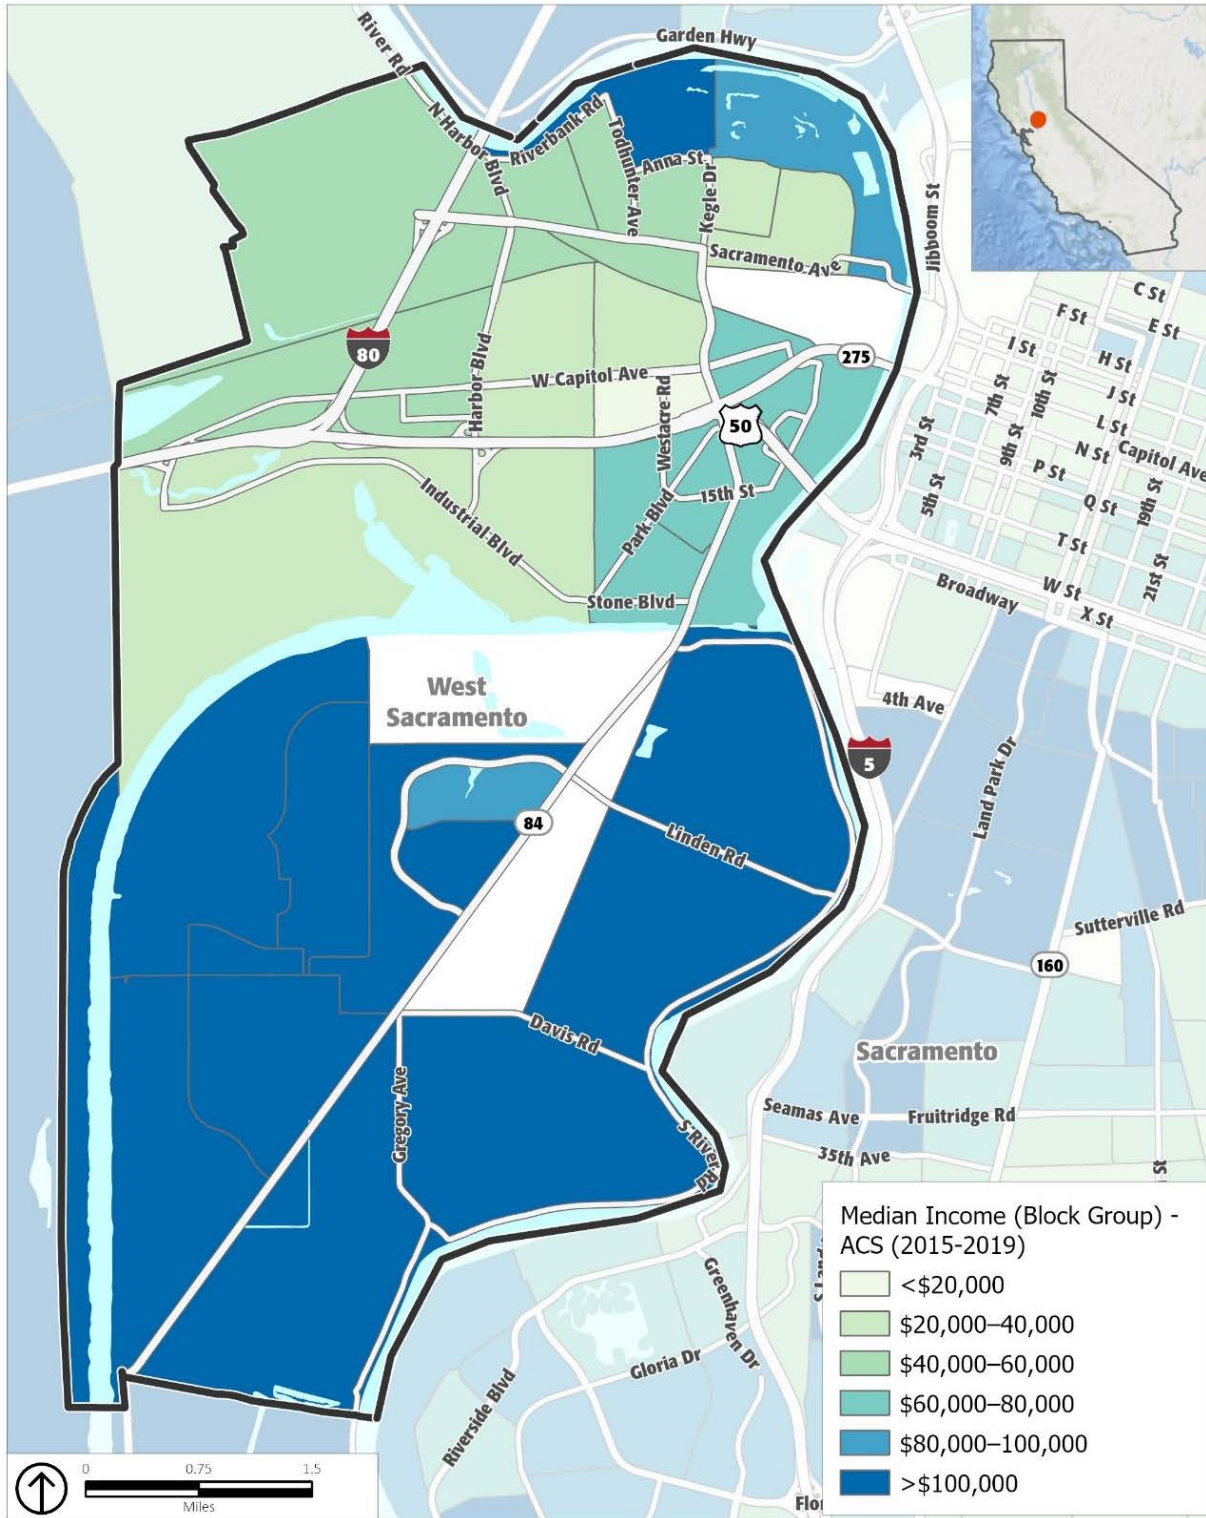 River Rd
Garden Hwy
N Harbor Blvd
Riverbank Rd
Todhunter Ave
Anna St
Kegle Dr
Jibboom St
Sacramento Ave
C St
F St
E St
I St
H St
80
Harbor Blvd
W Capitol Ave
275
7th St
10th St
J St
Westacre Rd
50
3rd St
L St
9th St
N St
Capitol Ave
P St
5th St
Q St
19th St
15th St
Industrial Blvd
Park Blvd
T St
21st St
W St
Broadway
X St
Stone Blvd
West
Sacramento
4th Ave
5
Land Park Dr
84
Linden Rd
Sutterville Rd
160
Davis Rd
Sacramento
Gregory Ave
Seamas Ave
Fruitridge Rd
S River Rd
35th Ave
St
Greenhaven Dr
Gloria Dr
Riverside Blvd
Flo
Median Income (Block Group) -
ACS (2015-2019)
<$20,000
$20,000–40,000
$40,000–60,000
$60,000–80,000
$80,000–100,000
>$100,000
0 0.75 1.5
Miles